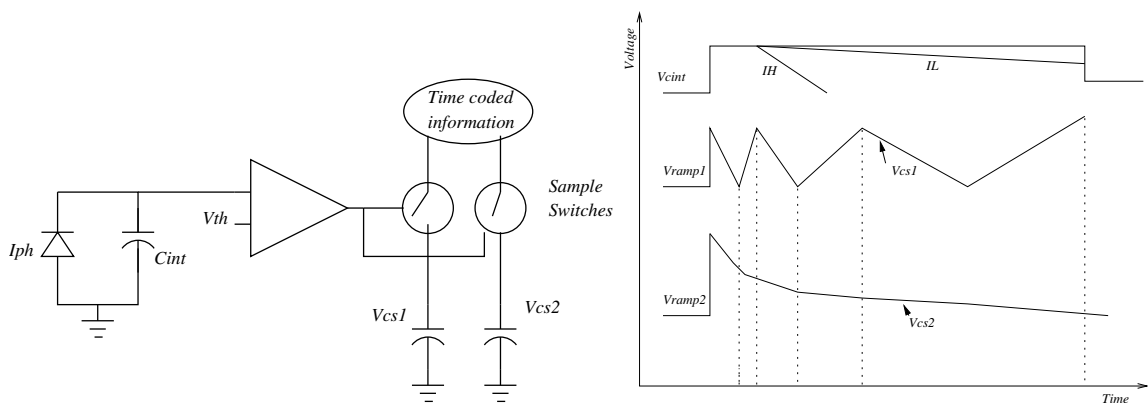 Time coded
information
Sample
Switches
Vth
Iph
Cint
Vcs1
Vcs2
Voltage
Vcint
IH
IL
Vramp1
Vcs1
Vramp2
Vcs2
Time